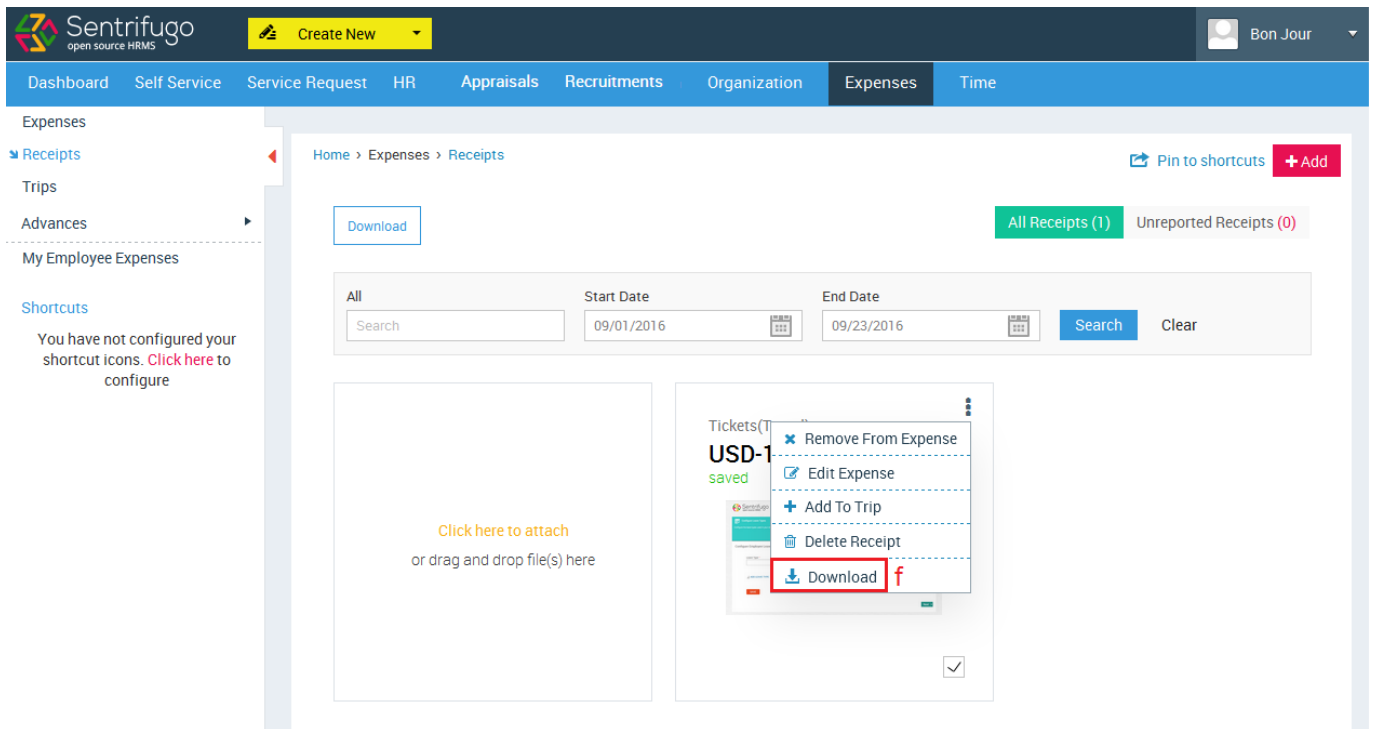 Sentrifugo
open source HRMS
Create New
Bon Jour
Dashboard Self Service Service Request HR Appraisals Recruitments Organization Expenses Time
Expenses
Receipts
Trips
Advances
My Employee Expenses
Shortcuts
You have not configured your
shortcut icons. Click here to
configure
Home › Expenses › Receipts
Pin to shortcuts
+ Add
Download
All Receipts (1) Unreported Receipts (0)
All Start Date End Date
Search 09/01/2016 09/23/2016 Search Clear
Click here to attach
or drag and drop file(s) here
Tickets(T
USD-1
saved
Sentrifugo
Remove From Expense
Edit Expense
Add To Trip
Delete Receipt
Download f